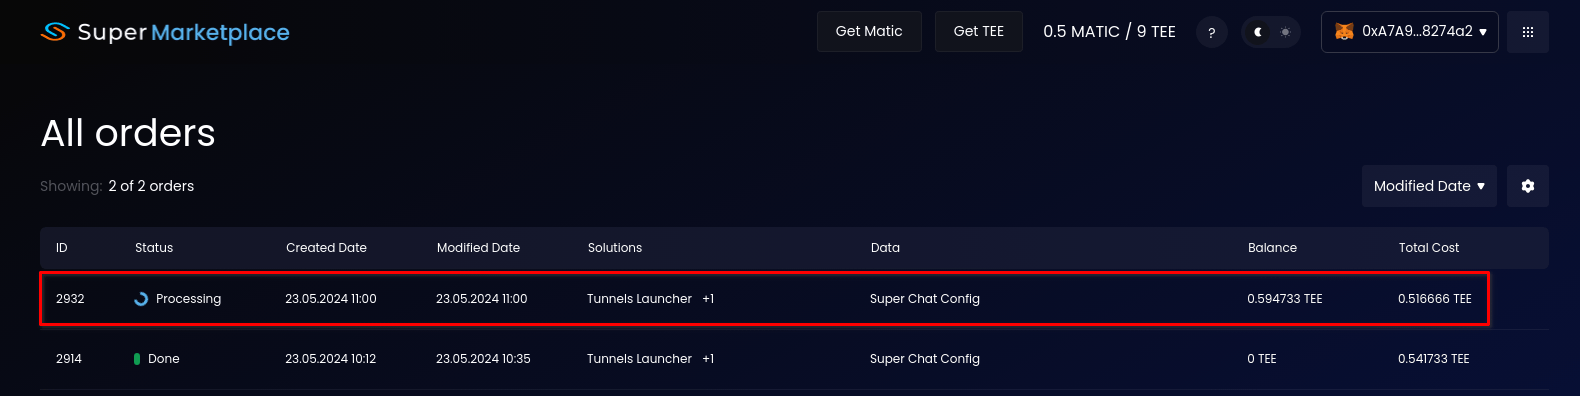 Super Marketplace
Get Matic
Get TEE
0.5 MATIC / 9 TEE
?
0xA7A9...8274a2
All orders
Showing: 2 of 2 orders
Modified Date
ID Status Created Date Modified Date Solutions Data Balance Total Cost
2932 Processing 23.05.2024 11:00 23.05.2024 11:00 Tunnels Launcher +1 Super Chat Config 0.594733 TEE 0.516666 TEE
2914 Done 23.05.2024 10:12 23.05.2024 10:35 Tunnels Launcher +1 Super Chat Config 0 TEE 0.541733 TEE